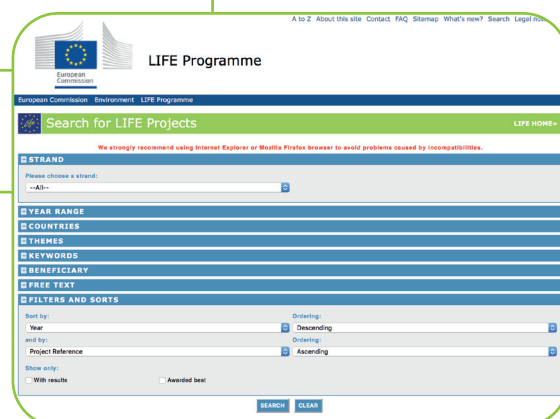 A to Z About this site Contact FAQ Sitemap What's new? Search Legal
European
Commission
LIFE Programme
European Commission Environment LIFE Programme
life Search for LIFE Projects LIFE HOME»
We strongly recommend using Internet Explorer or Mozilla Firefox browser to avoid problems caused by incompatibilities.
STRAND
Please choose a strand:
--All--
YEAR RANGE
COUNTRIES
THEMES
KEYWORDS
BENEFICIARY
FREE TEXT
FILTERS AND SORTS
Sort by: Ordering:
Year Descending
and by: Ordering:
Project Reference Ascending
Show only:
With results Awarded best
SEARCH CLEAR